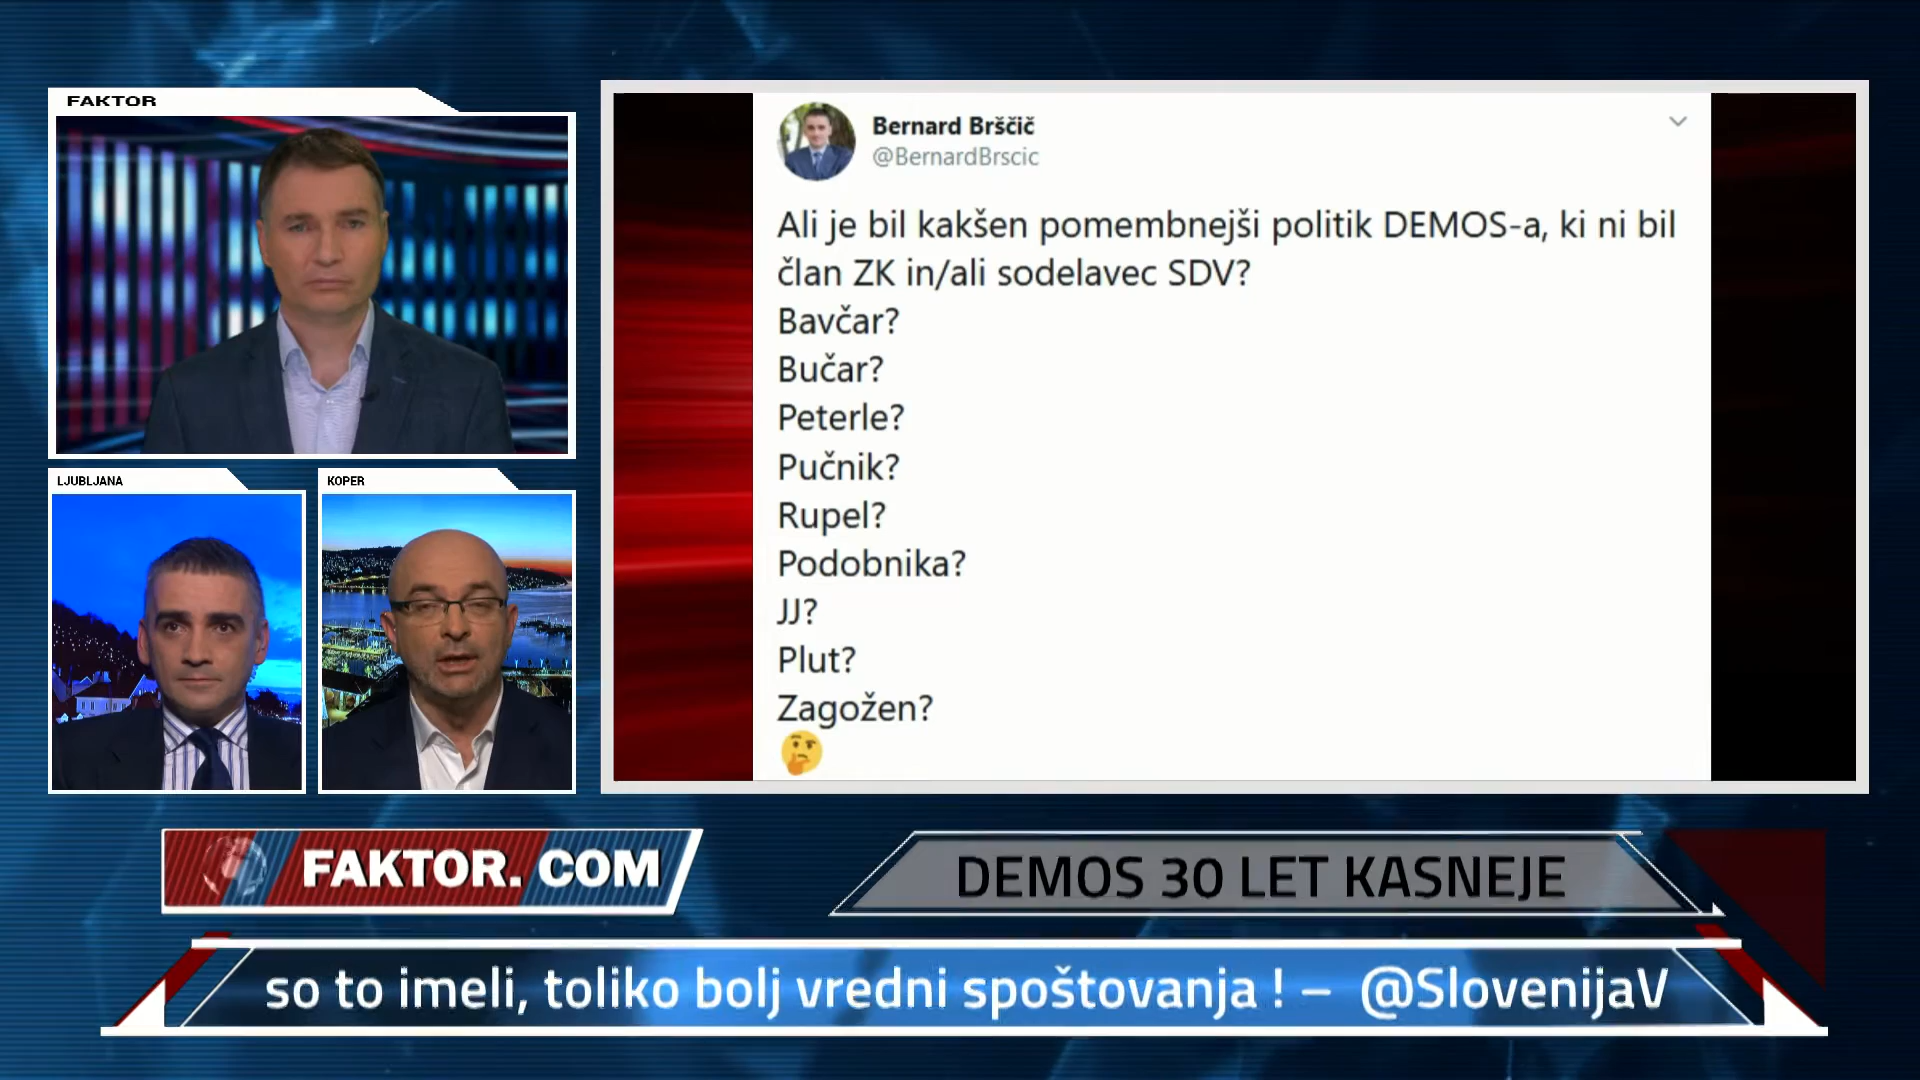 FAKTOR
Bernard Brščič
@BernardBrscic
Ali je bil kakšen pomembnejši politik DEMOS-a, ki ni bil
član ZK in/ali sodelavec SDV?
Bavčar?
Bučar?
Peterle?
Pučnik?
Rupel?
Podobnika?
JJ?
Plut?
Zagožen?
LJUBLJANA
KOPER
FAKTOR. COM
DEMOS 30 LET KASNEJE
so to imeli, toliko bolj vredni spoštovanja ! – @SlovenijaV